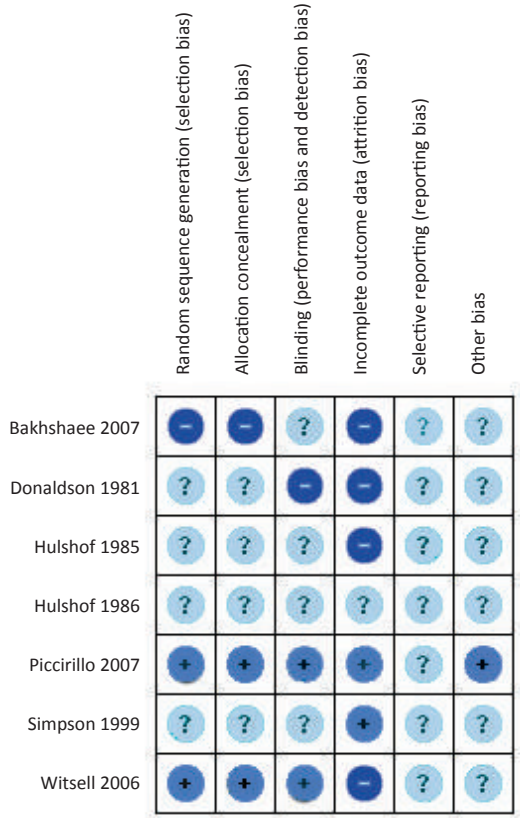 Random sequence generation (selection bias)
Allocation concealment (selection bias)
Blinding (performance bias and detection bias)
Incomplete outcome data (attrition bias)
Selective reporting (reporting bias)
Other bias
Bakhshaee 2007 - - ? - ? ?
Donaldson 1981 ? ? - - ? ?
Hulshof 1985 ? ? ? - ? ?
Hulshof 1986 ? ? ? ? ? ?
Piccirillo 2007 + + + + ? +
Simpson 1999 ? ? ? + ? ?
Witsell 2006 + + + - ? ?